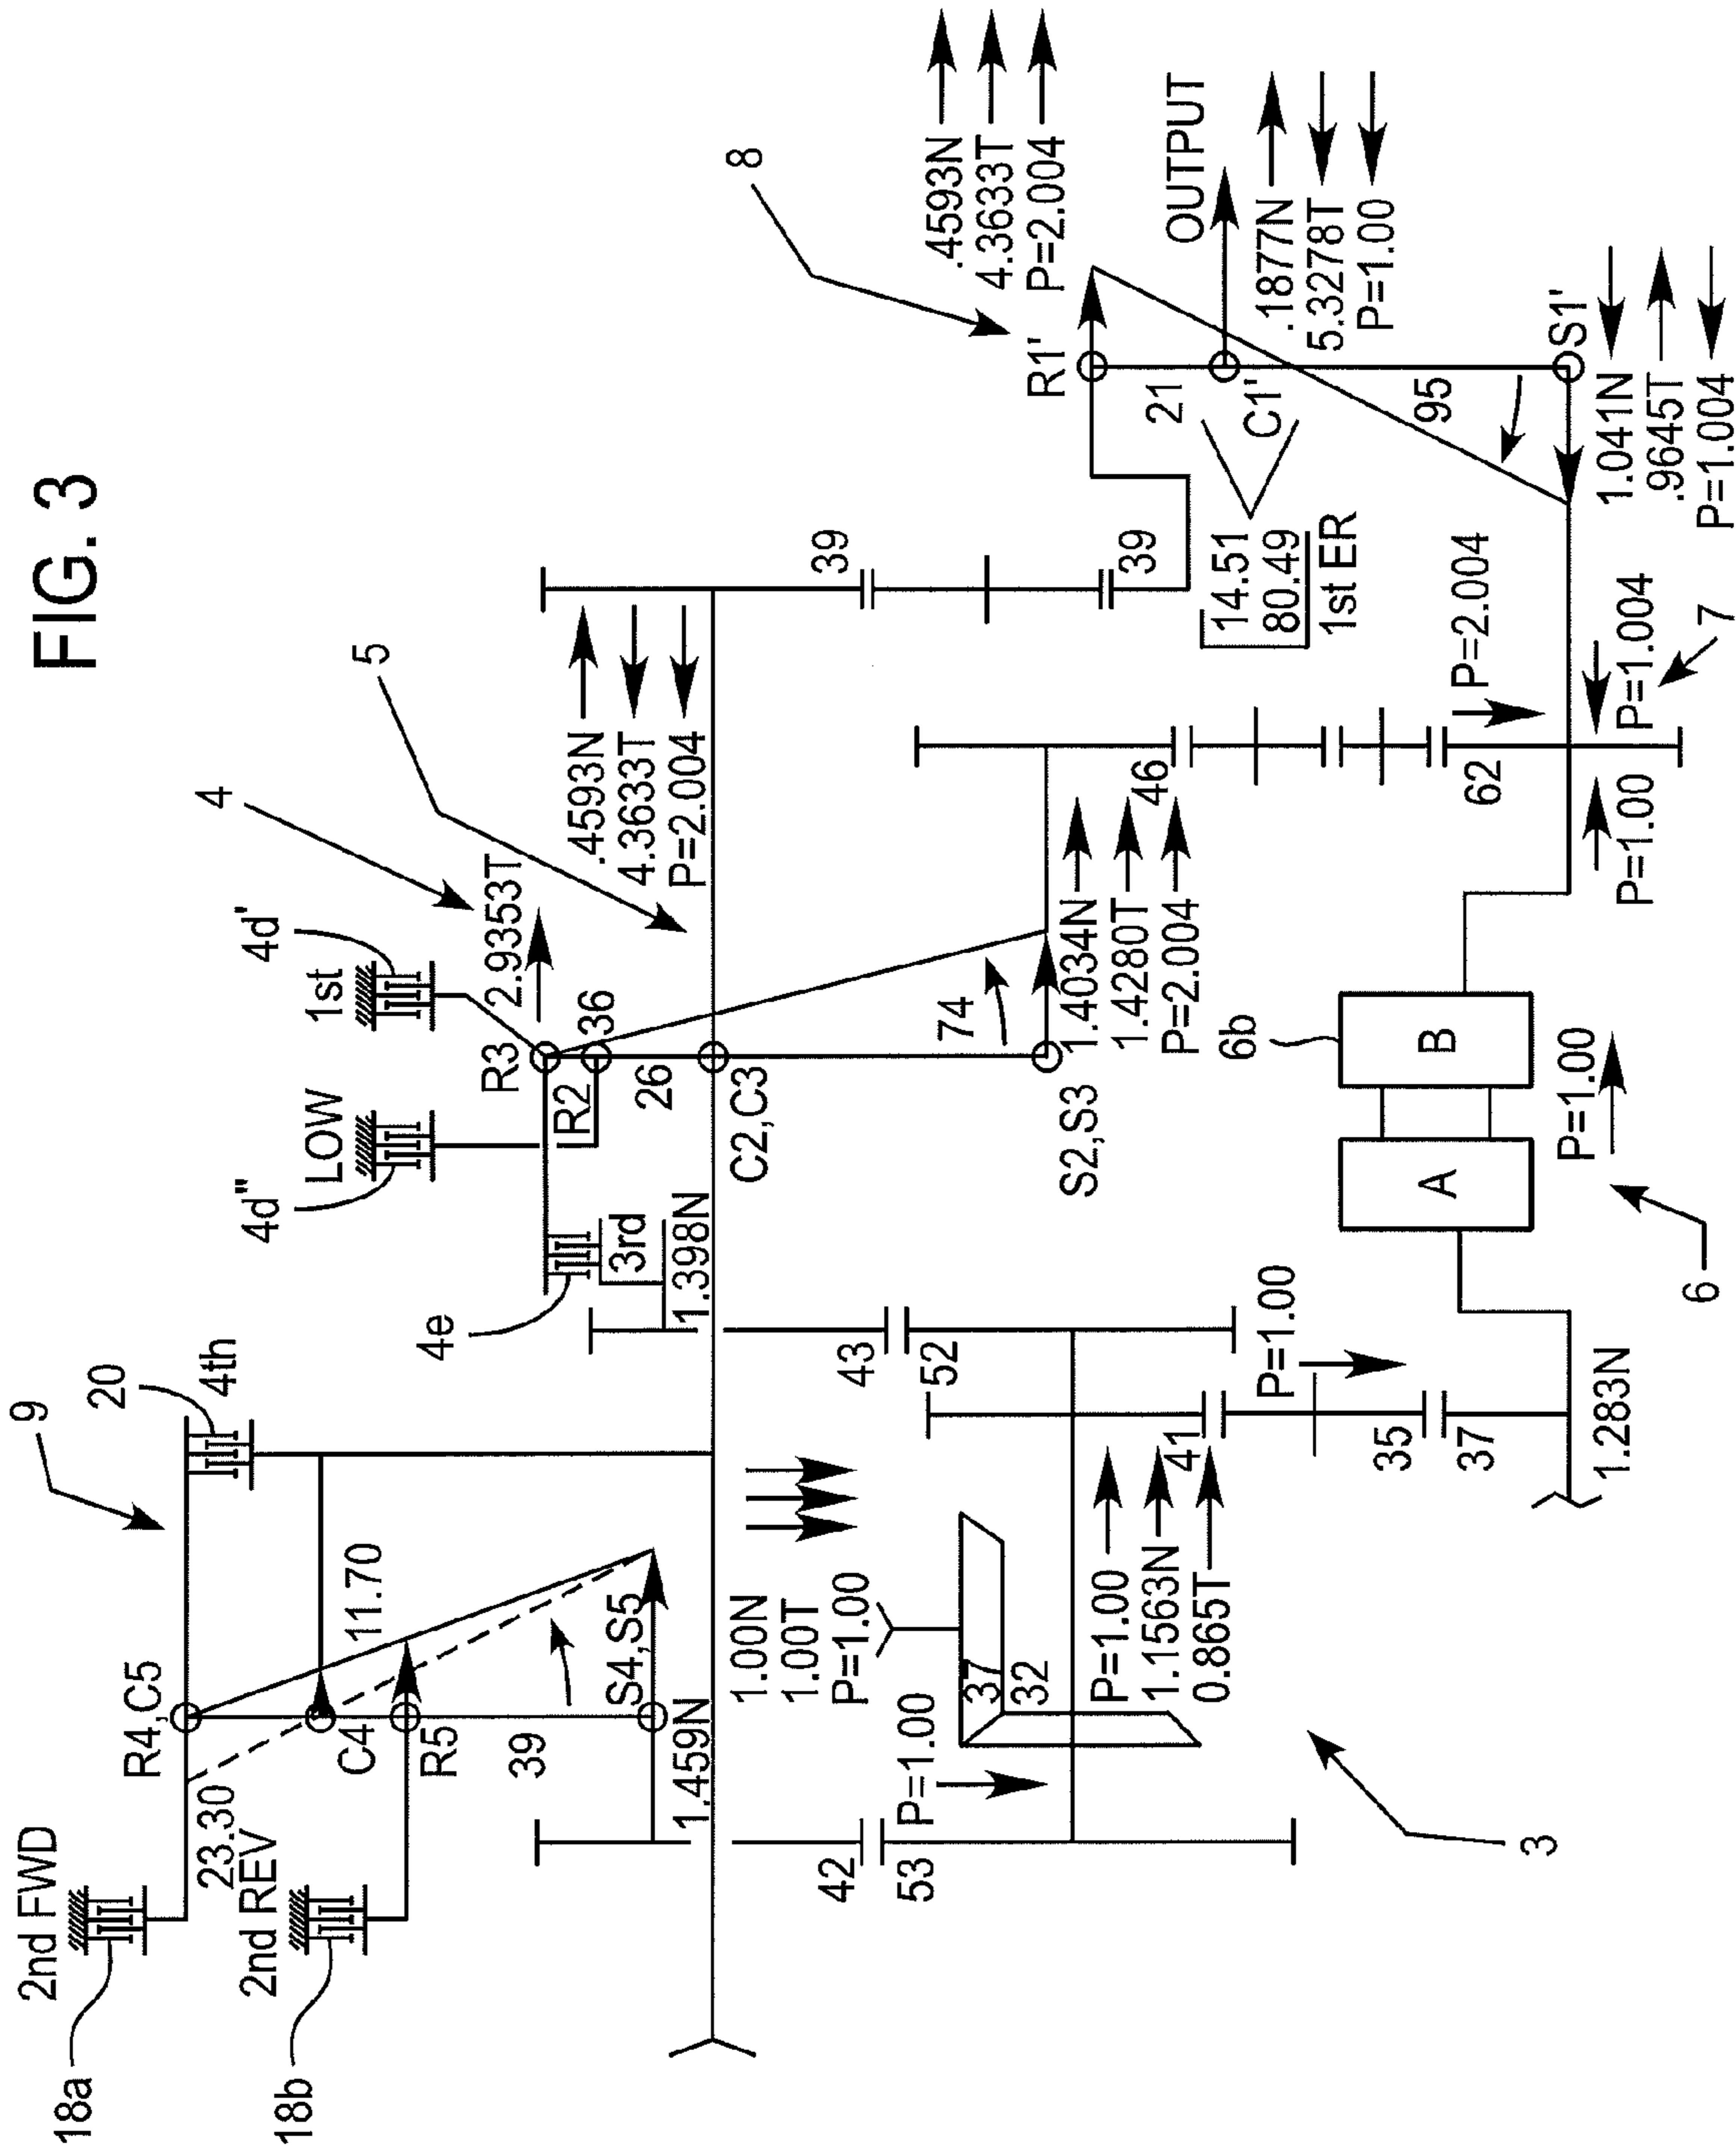 FIG. 3
2nd FWD
18a
23.30
2nd REV
18b
R4,C5
C4
R5
11.70
39
S4,S5
9
20
4th
1.459N
42
53
P=1.00
1.00N
1.00T
P=1.00
37
32
P=1.00
1.1563N
0.865T
3
4e
3rd
1.398N
43
52
41
P=1.00
35
37
1.283N
4d"
LOW
4d'
1st
R3
2.9353T
4
R2
36
26
C2,C3
5
.4593N
4.3633T
P=2.004
74
S2,S3
1.4034N
1.4280T
P=2.004
46
62
P=2.004
6b
A
B
P=1.00
6
P=1.00
P=1.004
7
39
39
14.51
80.49
1st ER
8
R1'
21
C1'
95
S1'
.4593N
4.3633T
P=2.004
OUTPUT
.1877N
5.3278T
P=1.00
1.041N
.9645T
P=1.004